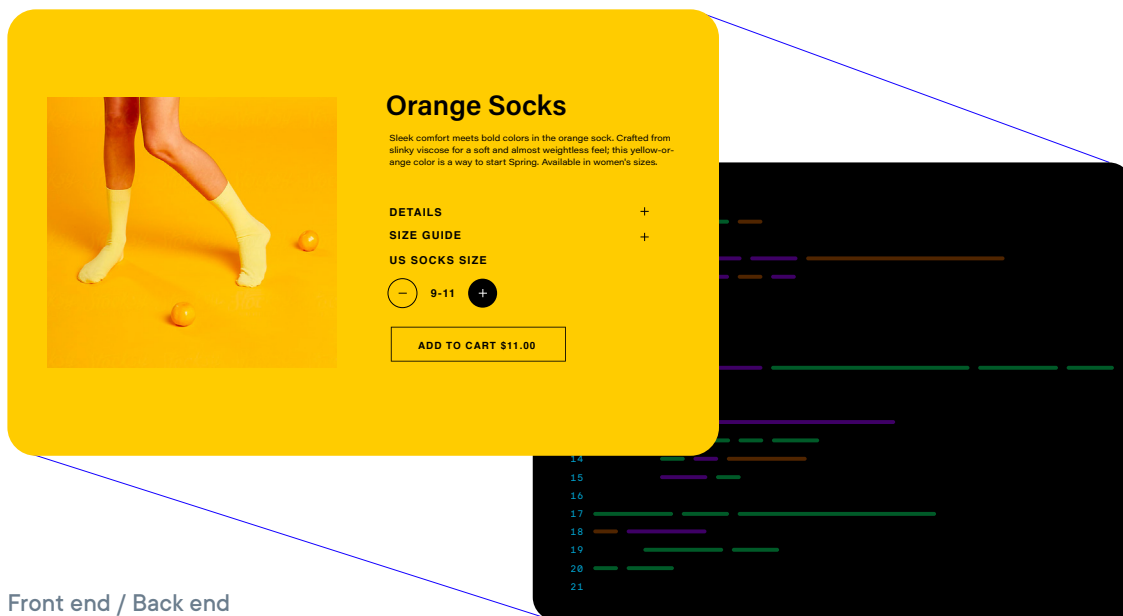 Orange Socks
Sleek comfort meets bold colors in the orange sock. Crafted from
slinky viscose for a soft and almost weightless feel; this yellow-or-
ange color is a way to start Spring. Available in women's sizes.
DETAILS +
SIZE GUIDE +
US SOCKS SIZE
− 9-11 +
ADD TO CART $11.00
14
15
16
17
18
19
20
21
Front end / Back end